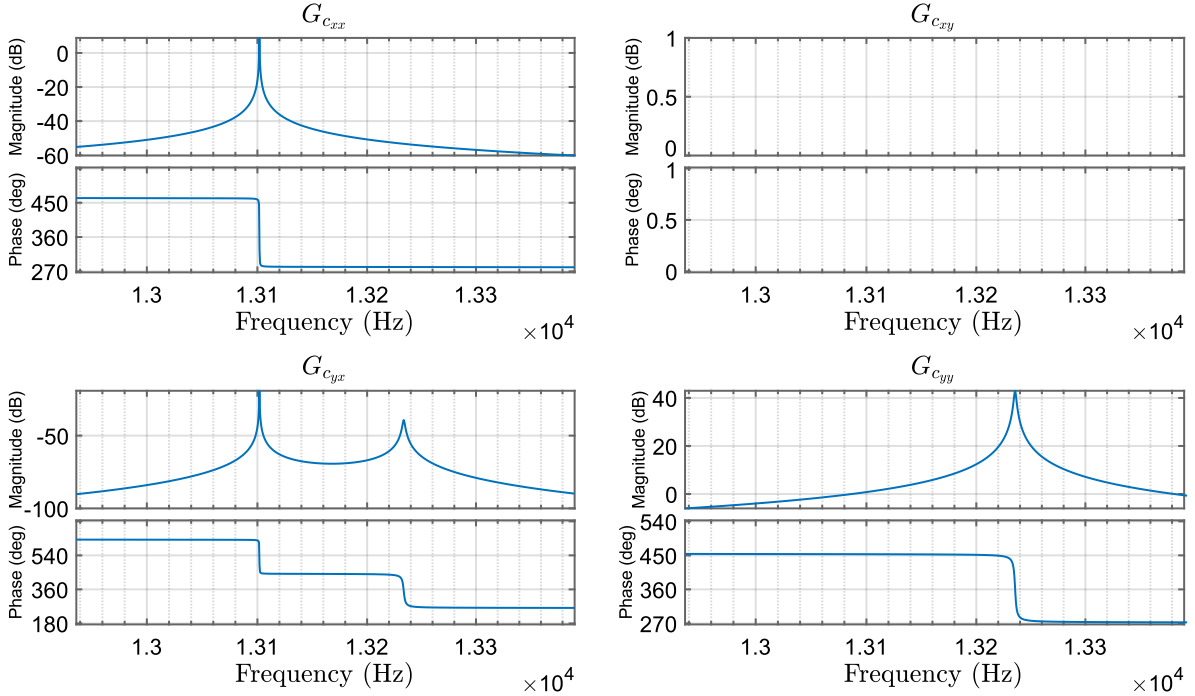 G_{c_{xx}}
Magnitude (dB)
0
-20
-40
-60
Phase (deg)
450
360
270
1.3 1.31 1.32 1.33
Frequency (Hz)
×10^4
G_{c_{xy}}
Magnitude (dB)
1
0.5
0
Phase (deg)
1
0.5
0
1.3 1.31 1.32 1.33
Frequency (Hz)
×10^4
G_{c_{yx}}
Magnitude (dB)
-50
-100
Phase (deg)
540
360
180
1.3 1.31 1.32 1.33
Frequency (Hz)
×10^4
G_{c_{yy}}
Magnitude (dB)
40
20
0
Phase (deg)
540
450
360
270
1.3 1.31 1.32 1.33
Frequency (Hz)
×10^4